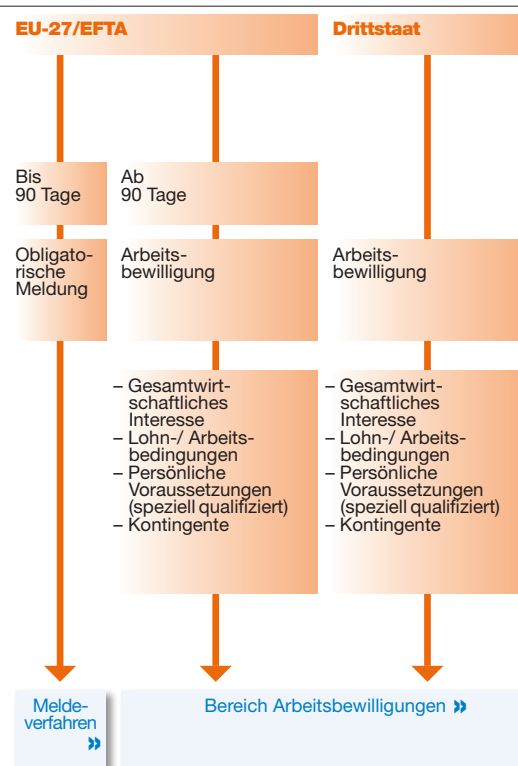 EU-27/EFTA
Drittstaat
Bis
90 Tage
Ab
90 Tage
Obligato-
rische
Meldung
Arbeits-
bewilligung
Arbeits-
bewilligung
– Gesamtwirt-
schaftliches
Interesse
– Lohn-/ Arbeits-
bedingungen
– Persönliche
Voraussetzungen
(speziell qualifiziert)
– Kontingente
– Gesamtwirt-
schaftliches
Interesse
– Lohn-/ Arbeits-
bedingungen
– Persönliche
Voraussetzungen
(speziell qualifiziert)
– Kontingente
Melde-
verfahren
»
Bereich Arbeitsbewilligungen »